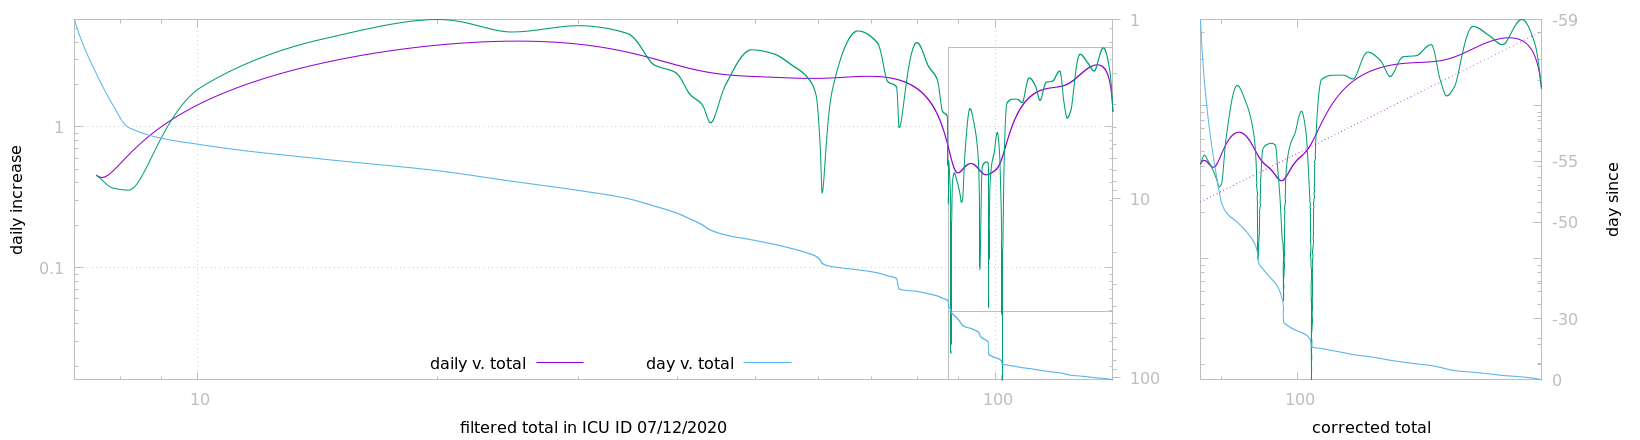 daily increase
1
0.1
10
100
filtered total in ICU ID 07/12/2020
daily v. total
day v. total
1
10
100
100
corrected total
-59
-55
-50
-30
0
day since